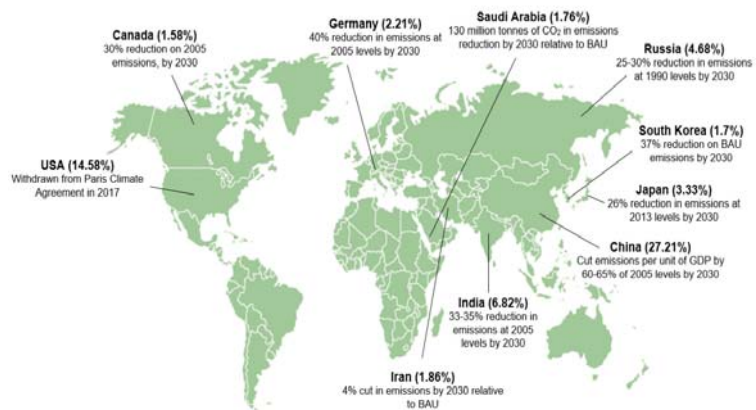 Canada (1.58%)
30% reduction on 2005
emissions, by 2030
Germany (2.21%)
40% reduction in emissions at
2005 levels by 2030
Saudi Arabia (1.76%)
130 million tonnes of CO₂ in emissions
reduction by 2030 relative to BAU
Russia (4.68%)
25-30% reduction in emissions
at 1990 levels by 2030
South Korea (1.7%)
37% reduction on BAU
emissions by 2030
USA (14.58%)
Withdrawn from Paris Climate
Agreement in 2017
Japan (3.33%)
26% reduction in emissions at
2013 levels by 2030
China (27.21%)
Cut emissions per unit of GDP by
60-65% of 2005 levels by 2030
India (6.82%)
33-35% reduction in
emissions at 2005
levels by 2030
Iran (1.86%)
4% cut in emissions by 2030 relative
to BAU